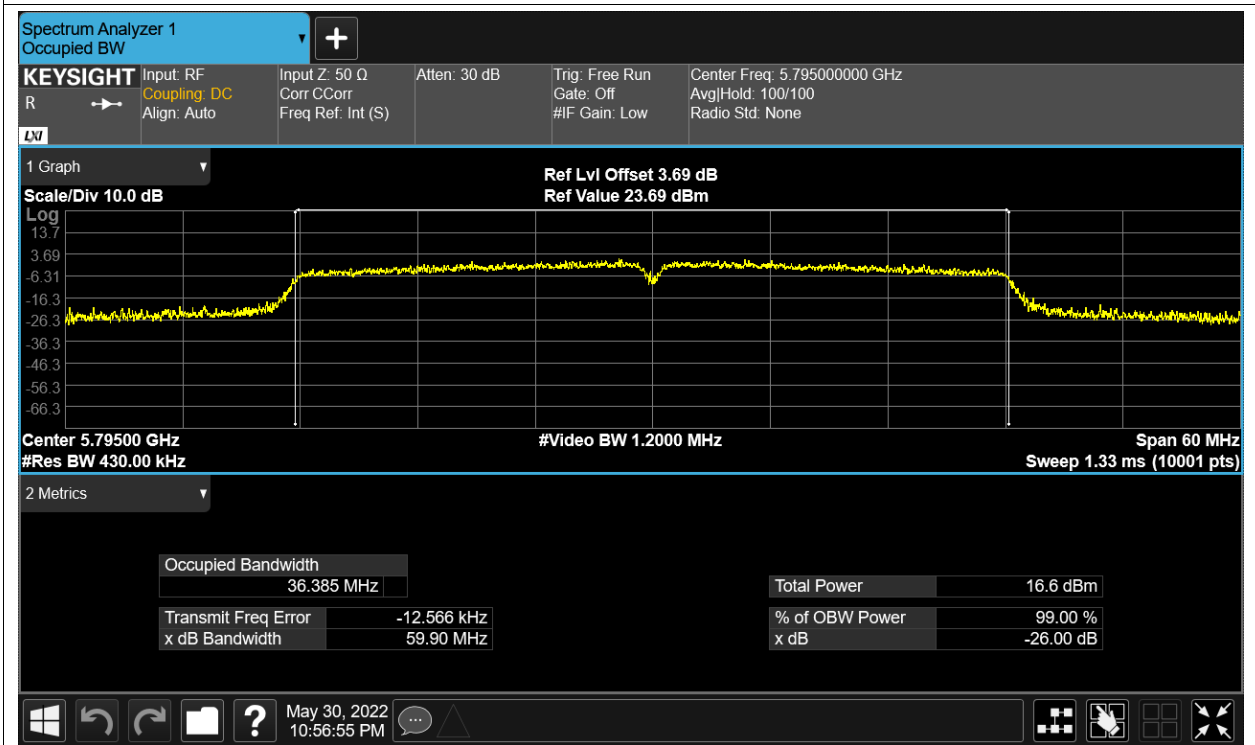 Spectrum Analyzer 1
Occupied BW
KEYSIGHT
R
LXI
Input: RF
Coupling: DC
Align: Auto
Input Z: 50 Ω
Corr CCorr
Freq Ref: Int (S)
Atten: 30 dB
Trig: Free Run
Gate: Off
#IF Gain: Low
Center Freq: 5.795000000 GHz
Avg|Hold: 100/100
Radio Std: None
1 Graph
Scale/Div 10.0 dB
Ref Lvl Offset 3.69 dB
Ref Value 23.69 dBm
Log
13.7
3.69
-6.31
-16.3
-26.3
-36.3
-46.3
-56.3
-66.3
Center 5.79500 GHz
#Video BW 1.2000 MHz
Span 60 MHz
#Res BW 430.00 kHz
Sweep 1.33 ms (10001 pts)
2 Metrics
Occupied Bandwidth
36.385 MHz
Transmit Freq Error -12.566 kHz
x dB Bandwidth 59.90 MHz
Total Power 16.6 dBm
% of OBW Power 99.00 %
x dB -26.00 dB
?
May 30, 2022
10:56:55 PM